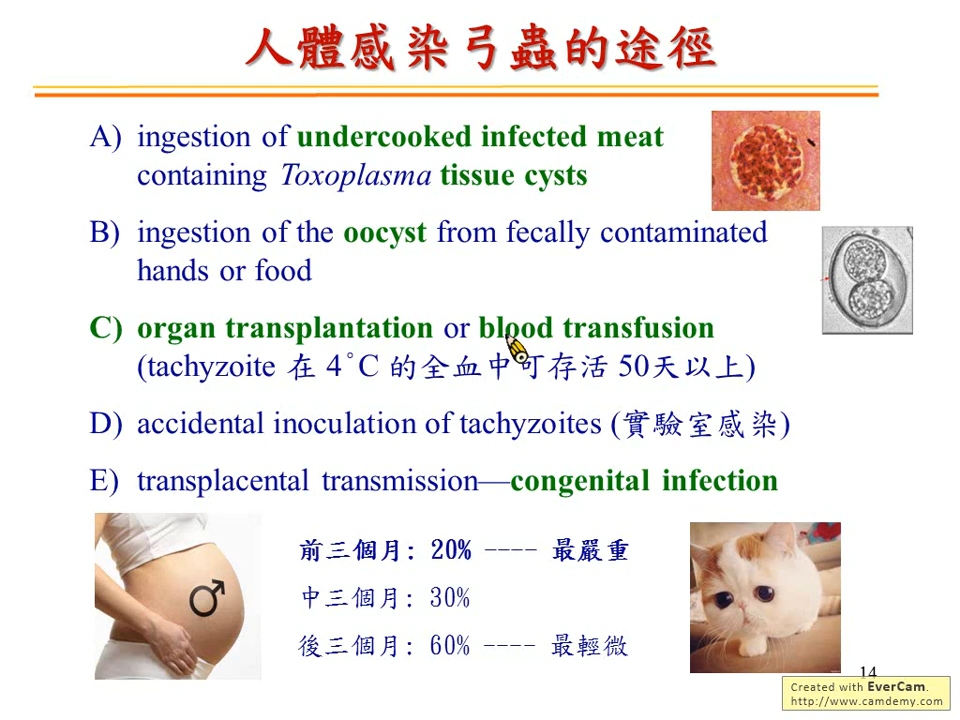 人體感染弓蟲的途徑
A) ingestion of undercooked infected meat
containing Toxoplasma tissue cysts
B) ingestion of the oocyst from fecally contaminated
hands or food
C) organ transplantation or blood transfusion
(tachyzoite 在 4˚C 的全血中可存活 50天以上)
D) accidental inoculation of tachyzoites (實驗室感染)
E) transplacental transmission—congenital infection
前三個月: 20% ---- 最嚴重
中三個月: 30%
後三個月: 60% ---- 最輕微
14
Created with EverCam.
http://www.camdemy.com